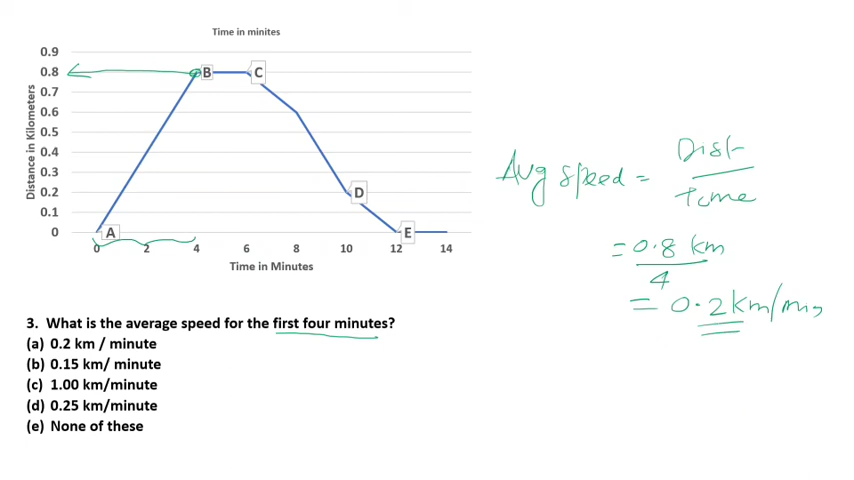 Time in minites
0.9
0.8
0.7
0.6
0.5
0.4
0.3
0.2
0.1
0
Distance in Kilometers
A
B
C
D
E
0 2 4 6 8 10 12 14
Time in Minutes
Avg speed = Dist
time
= 0.8 km
4
= 0.2 km/min
3. What is the average speed for the first four minutes?
(a) 0.2 km / minute
(b) 0.15 km/ minute
(c) 1.00 km/minute
(d) 0.25 km/minute
(e) None of these